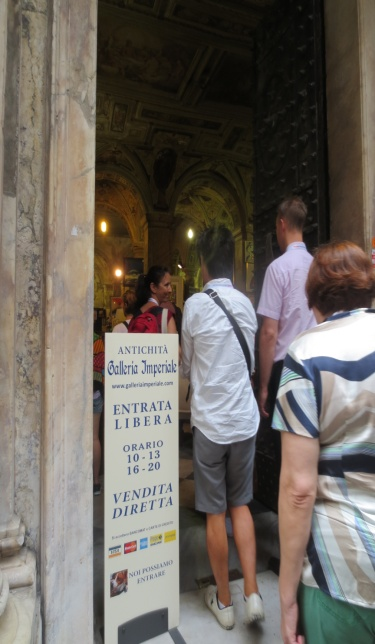 ANTICHITÀ
Galleria Imperiale
www.galleriaimperiale.com
ENTRATA
LIBERA
ORARIO
10 - 13
16 - 20
VENDITA
DIRETTA
NOI POSSIAMO
ENTRARE